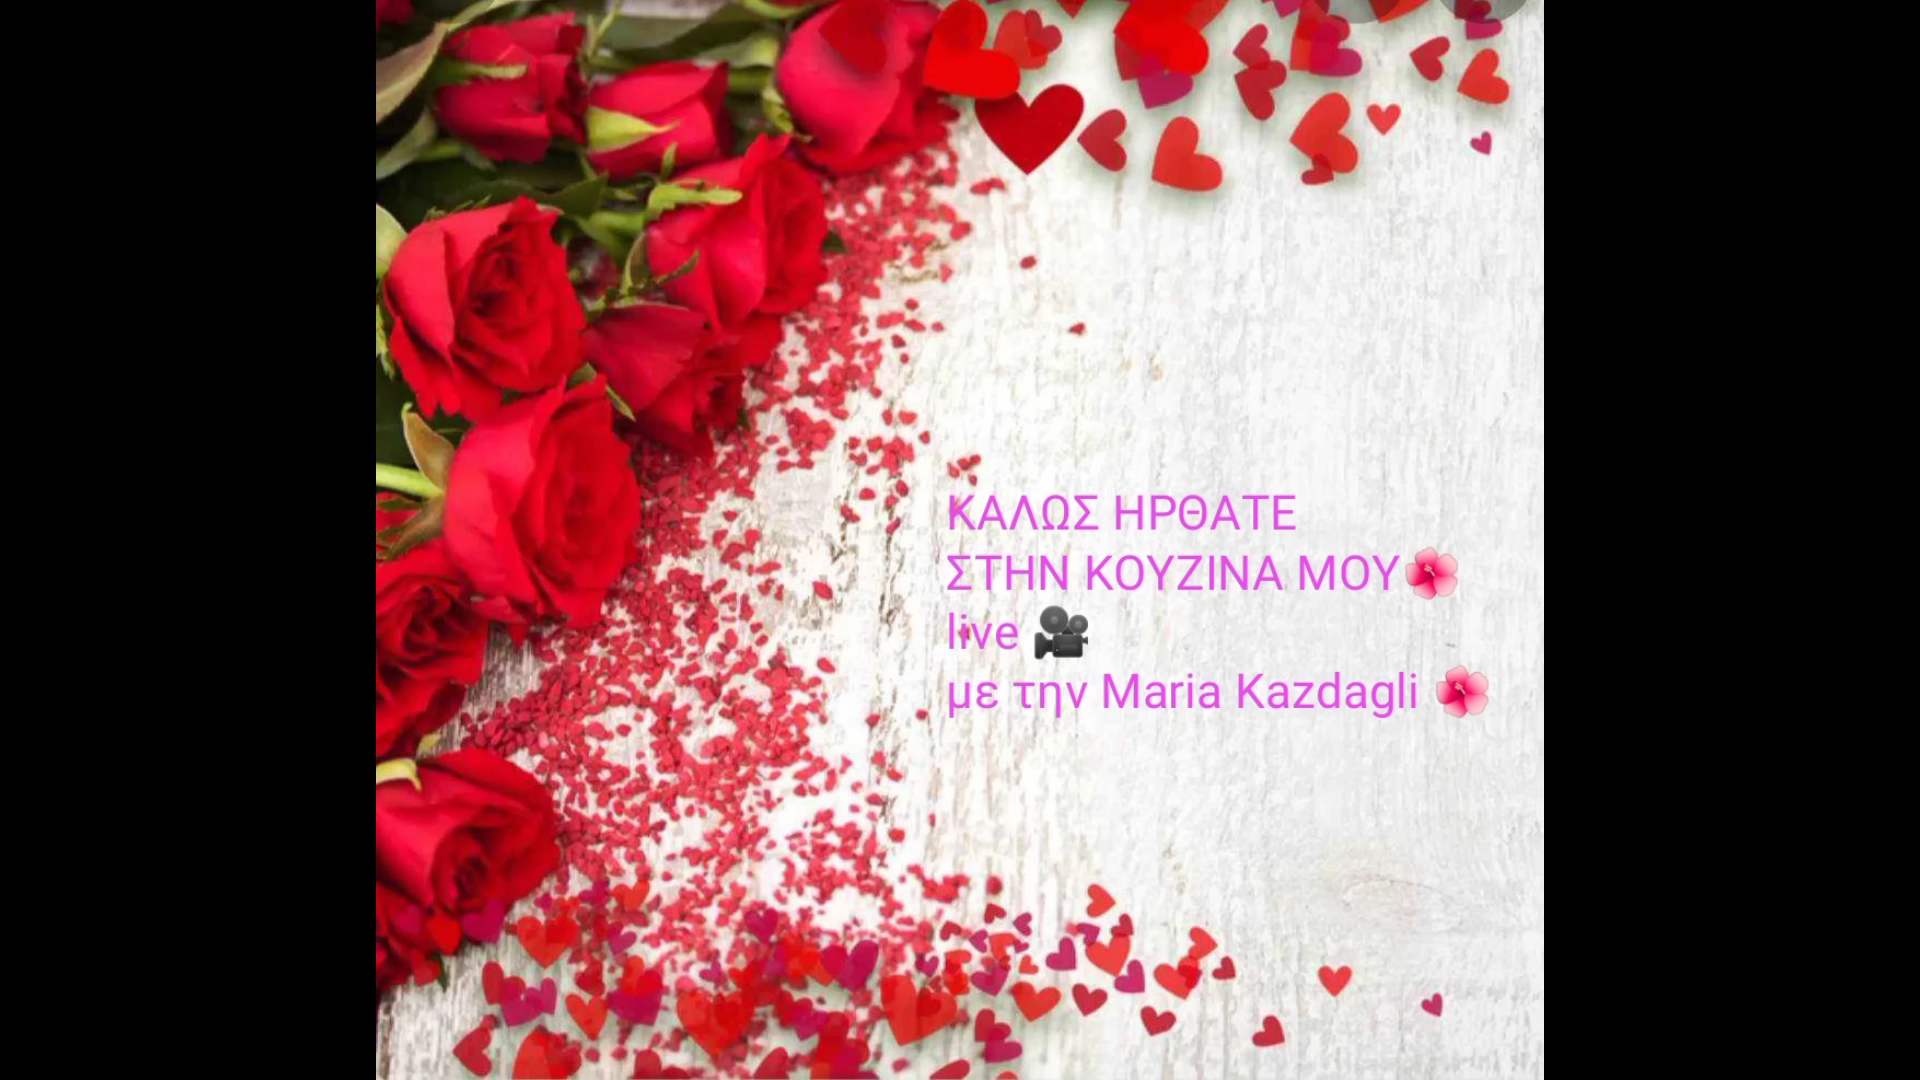 ΚΑΛΩΣ ΗΡΘΑΤΕ
ΣΤΗΝ ΚΟΥΖΙΝΑ ΜΟΥ🌺
live 🎥
με την Maria Kazdagli 🌺